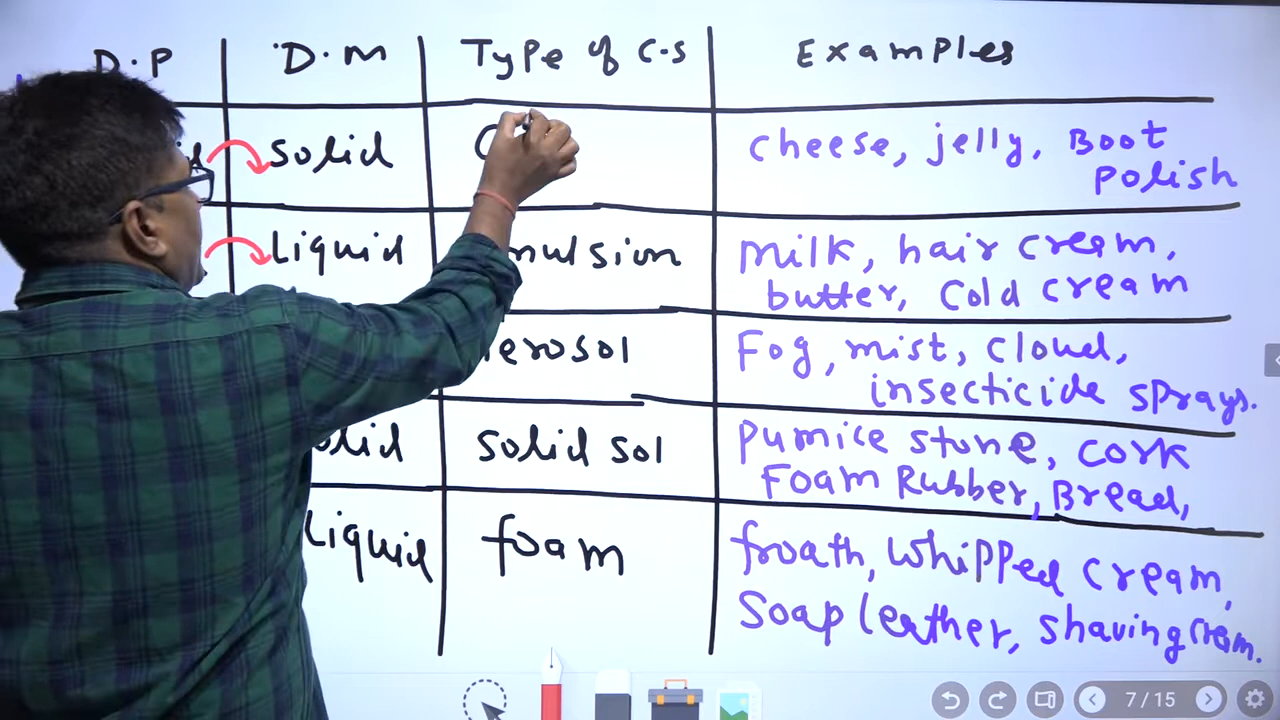 D.P D.M Type of C-S Examples
solid cheese, jelly, Boot
polish
Liquid mulsion milk, hair cream,
butter, Cold cream
erosol Fog, mist, cloud,
insecticide sprays.
olid solid sol Pumice stone, cork
Foam Rubber, Bread,
Liquid foam froath, whipped cream,
Soap leather, shaving cream.
7/15